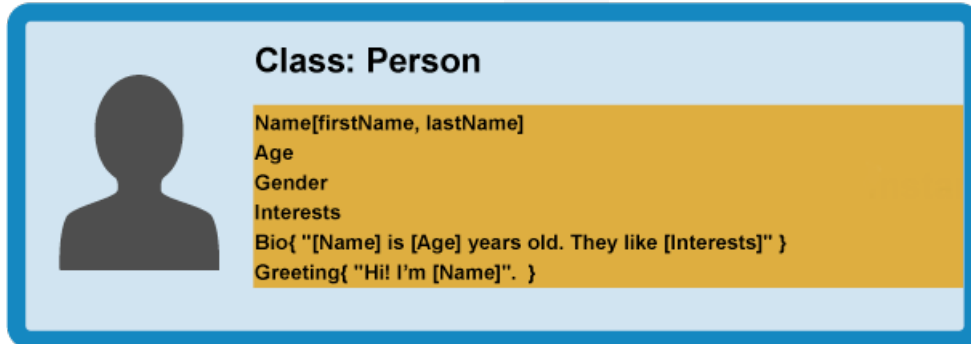 Class: Person
Name[firstName, lastName]
Age
Gender
Interests
Bio{ "[Name] is [Age] years old. They like [Interests]" }
Greeting{ "Hi! I’m [Name]".  }